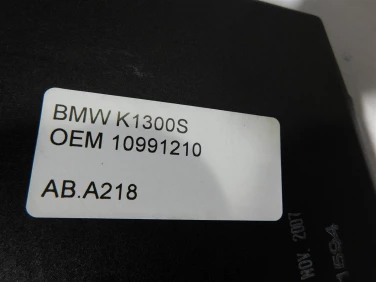 BMW K1300S
OEM 10991210
AB.A218
NOV. 2007